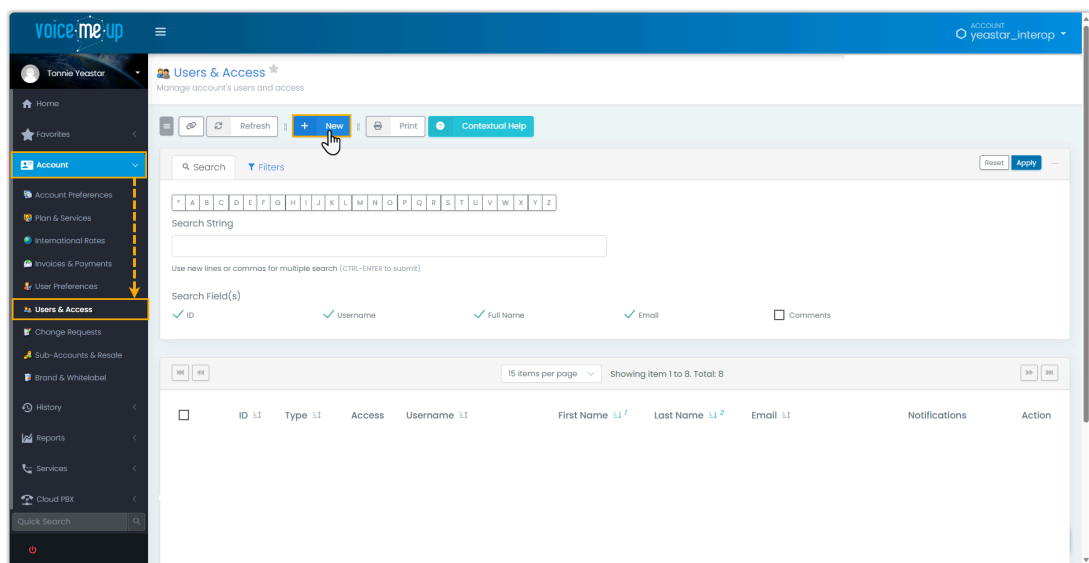 voice·me·up
ACCOUNT
yeastar_interop
Tonnie Yeastar
Users & Access
Manage account's users and access
Home
Favorites
Account
Account Preferences
Plan & Services
International Rates
Invoices & Payments
User Preferences
Users & Access
Change Requests
Sub-Accounts & Resale
Brand & Whitelabel
History
Reports
Services
Cloud PBX
Quick Search
Refresh
+ New
Print
Contextual Help
Search
Filters
Reset
Apply
* A B C D E F G H I J K L M N O P Q R S T U V W X Y Z
Search String
Use new lines or commas for multiple search (CTRL-ENTER to submit)
Search Field(s)
ID
Username
Full Name
Email
Comments
15 items per page
Showing item 1 to 8. Total: 8
ID
Type
Access
Username
First Name 1
Last Name 2
Email
Notifications
Action